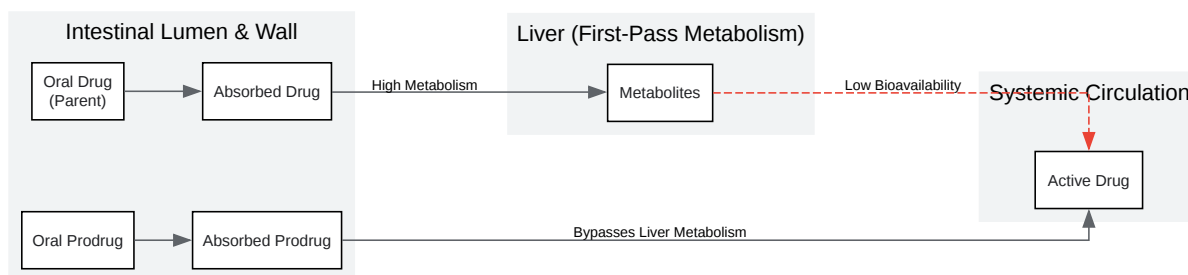 Intestinal Lumen & Wall
Liver (First-Pass Metabolism)
Oral Drug
(Parent)
Absorbed Drug
High Metabolism
Metabolites
Low Bioavailability
Systemic Circulation
Active Drug
Oral Prodrug
Absorbed Prodrug
Bypasses Liver Metabolism